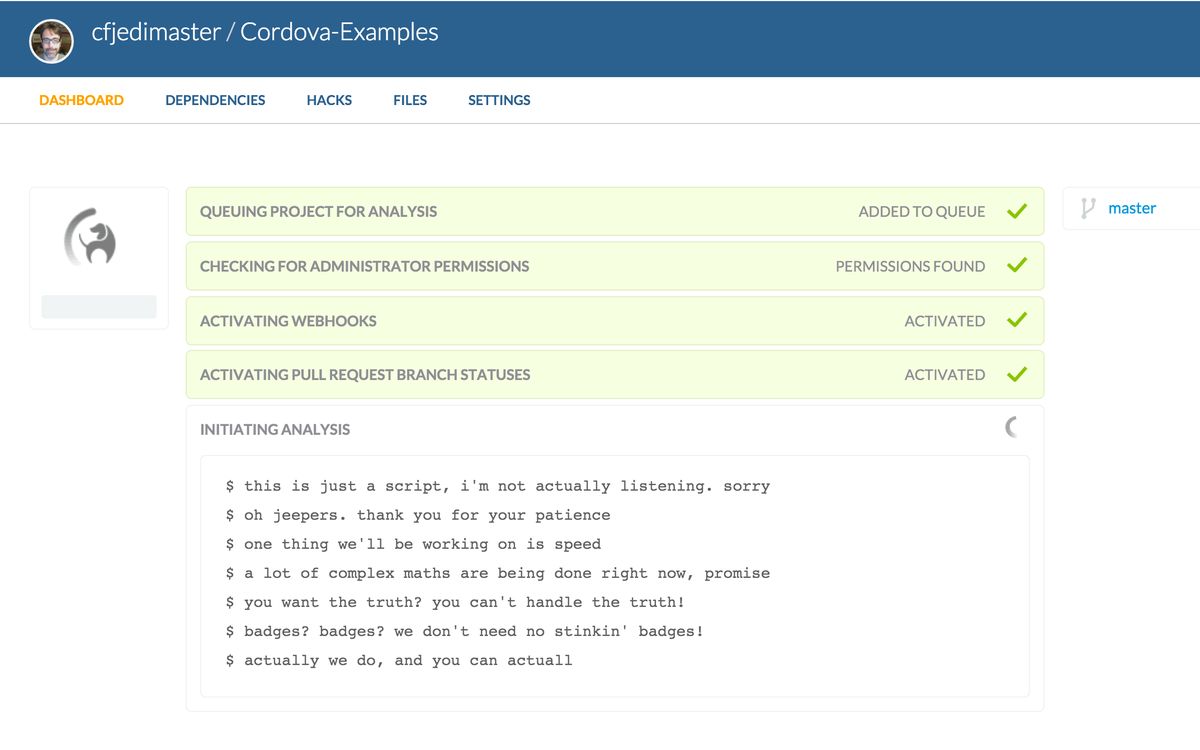 cfjedimaster / Cordova-Examples
DASHBOARD DEPENDENCIES HACKS FILES SETTINGS
QUEUING PROJECT FOR ANALYSIS ADDED TO QUEUE
master
CHECKING FOR ADMINISTRATOR PERMISSIONS PERMISSIONS FOUND
ACTIVATING WEBHOOKS ACTIVATED
ACTIVATING PULL REQUEST BRANCH STATUSES ACTIVATED
INITIATING ANALYSIS
$ this is just a script, i'm not actually listening. sorry
$ oh jeepers. thank you for your patience
$ one thing we'll be working on is speed
$ a lot of complex maths are being done right now, promise
$ you want the truth? you can't handle the truth!
$ badges? badges? we don't need no stinkin' badges!
$ actually we do, and you can actuall